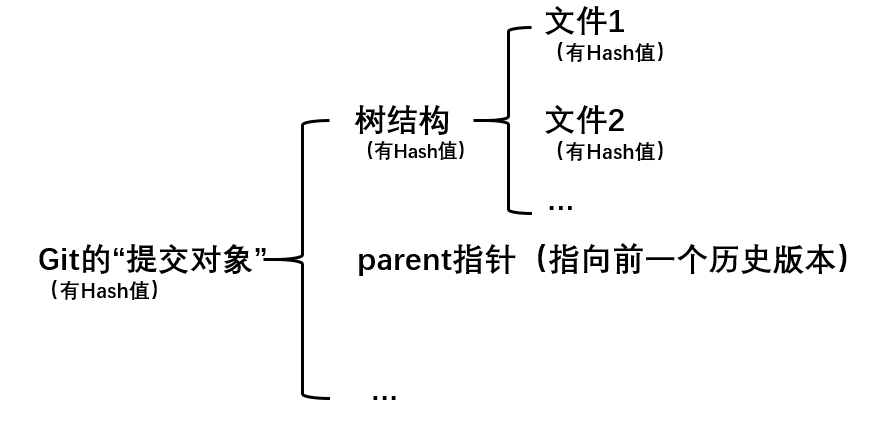 文件1
（有Hash值）
树结构
（有Hash值）
文件2
（有Hash值）
...
Git的“提交对象”
（有Hash值）
parent指针（指向前一个历史版本）
...